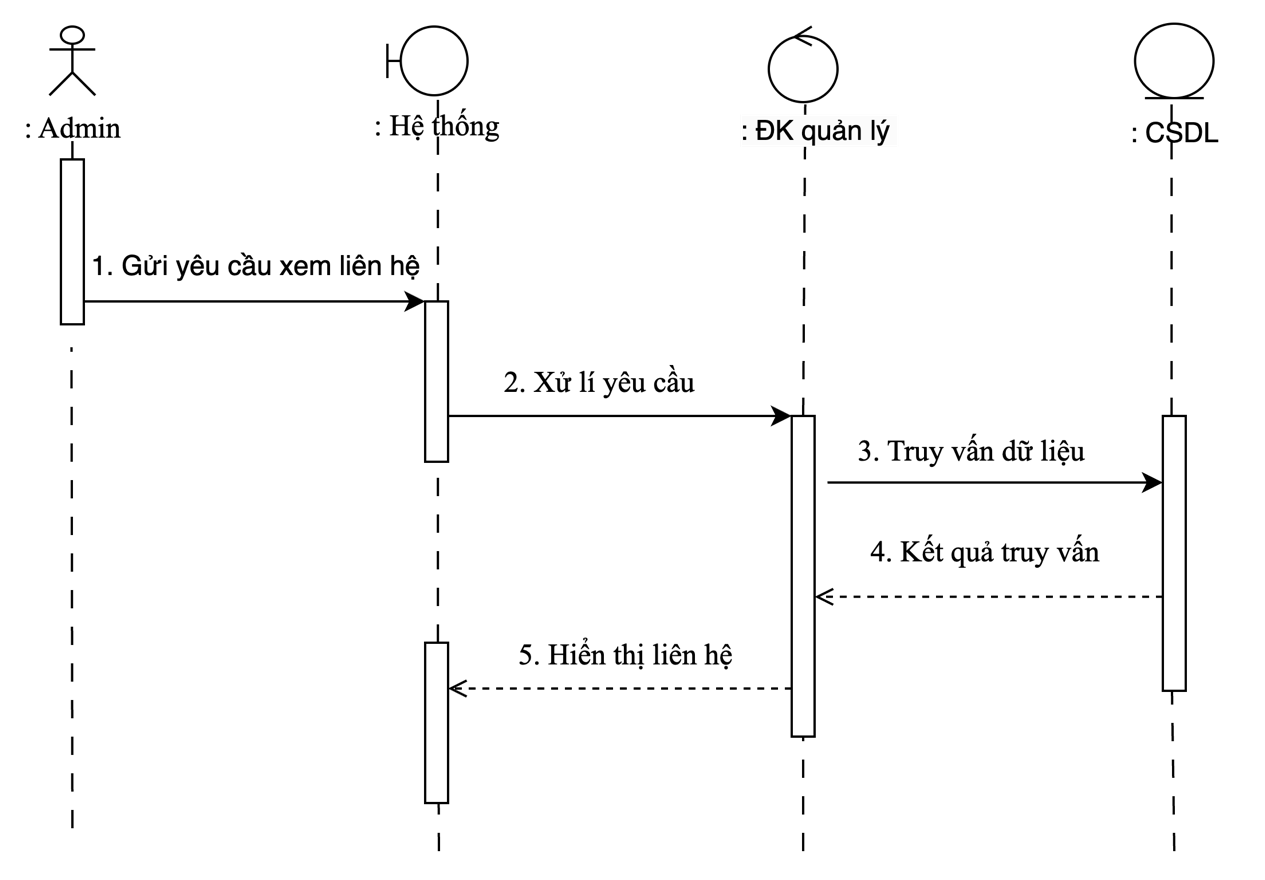 : Admin
: Hệ thống
: ĐK quản lý
: CSDL
1. Gửi yêu cầu xem liên hệ
2. Xử lí yêu cầu
3. Truy vấn dữ liệu
4. Kết quả truy vấn
5. Hiển thị liên hệ